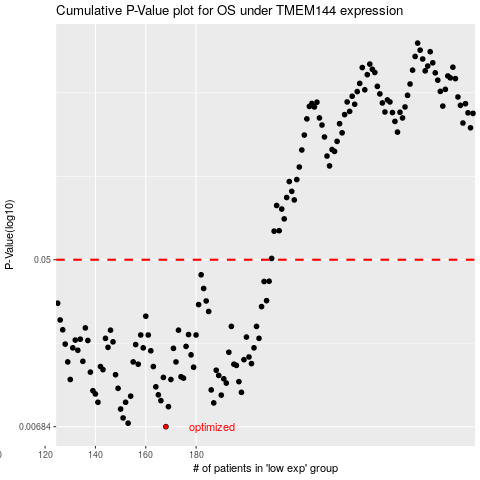 Cumulative P-Value plot for OS under TMEM144 expression
P-Value(log10)
0.05
0.00684
optimized
0 120 140 160 180
# of patients in 'low exp' group